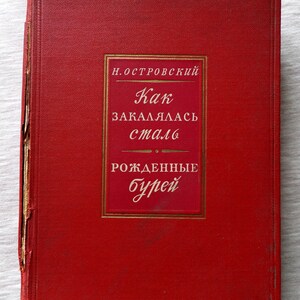 Н. ОСТРОВСКИЙ
Как
ЗАКАЛЯЛАСЬ
сталь
РОЖДЕННЫЕ
бурей